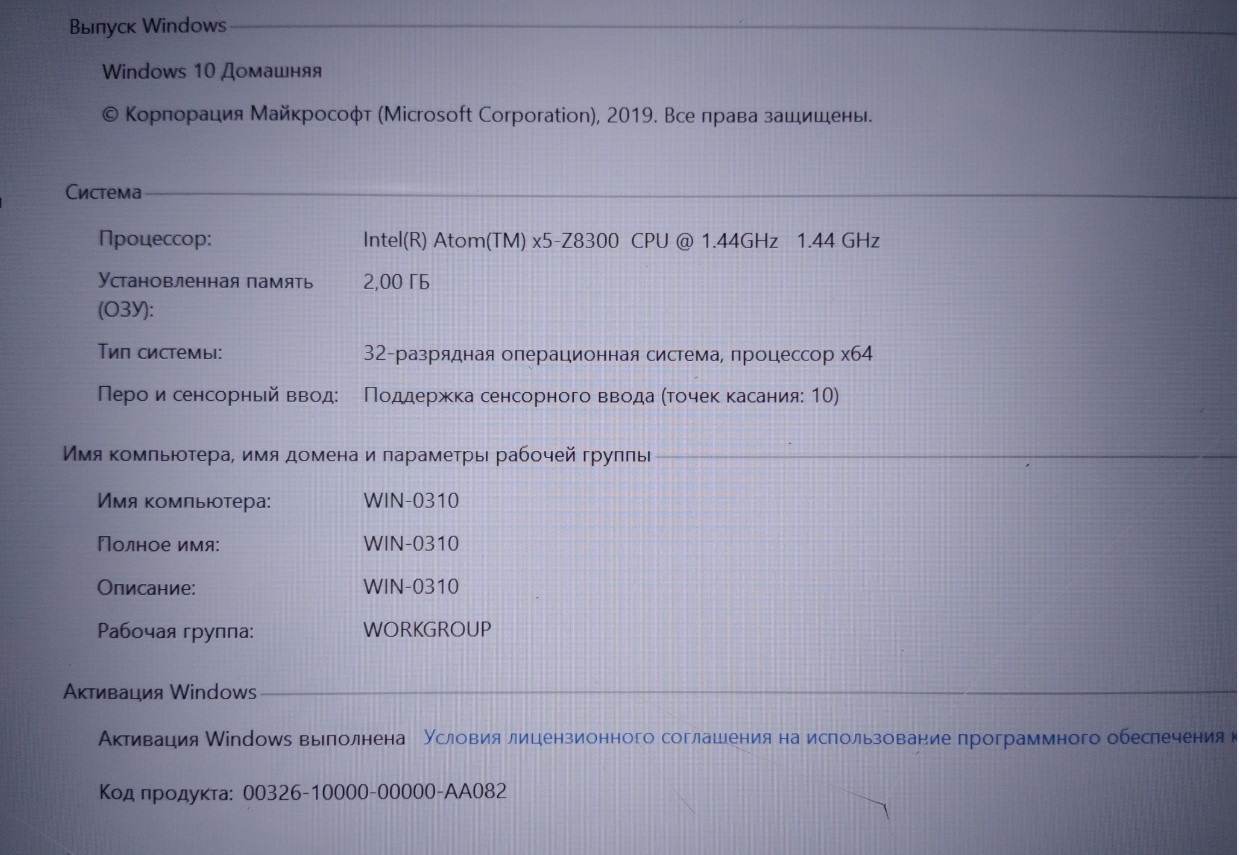 Выпуск Windows
Windows 10 Домашняя
© Корпорация Майкрософт (Microsoft Corporation), 2019. Все права защищены.
Система
Процессор: Intel(R) Atom(TM) x5-Z8300 CPU @ 1.44GHz 1.44 GHz
Установленная память 2,00 ГБ
(ОЗУ):
Тип системы: 32-разрядная операционная система, процессор x64
Перо и сенсорный ввод: Поддержка сенсорного ввода (точек касания: 10)
Имя компьютера, имя домена и параметры рабочей группы
Имя компьютера: WIN-0310
Полное имя: WIN-0310
Описание: WIN-0310
Рабочая группа: WORKGROUP
Активация Windows
Активация Windows выполнена Условия лицензионного соглашения на использование программного обеспечения
Код продукта: 00326-10000-00000-AA082